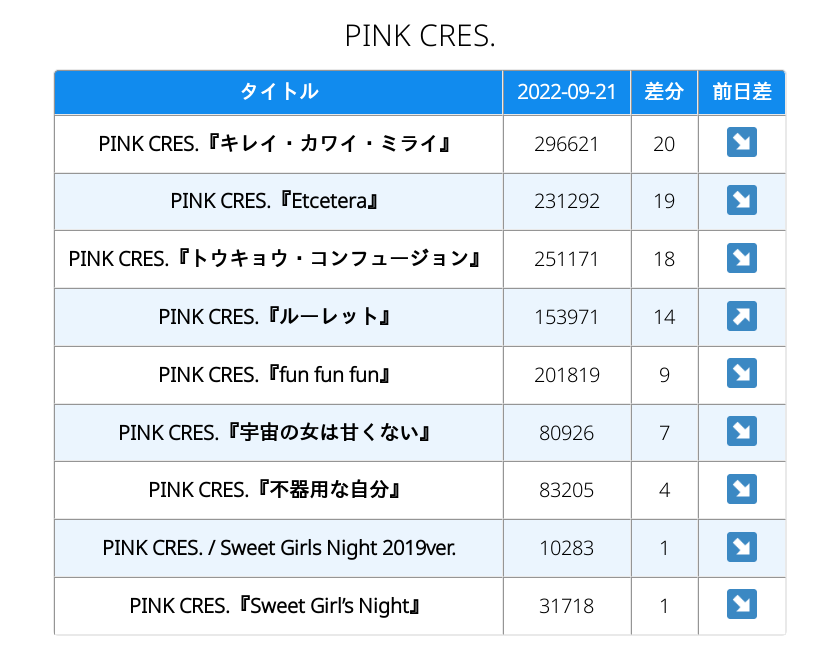 PINK CRES.
タイトル 2022-09-21 差分 前日差
PINK CRES.『キレイ・カワイ・ミライ』 296621 20
PINK CRES.『Etcetera』 231292 19
PINK CRES.『トウキョウ・コンフュージョン』 251171 18
PINK CRES.『ルーレット』 153971 14
PINK CRES.『fun fun fun』 201819 9
PINK CRES.『宇宙の女は甘くない』 80926 7
PINK CRES.『不器用な自分』 83205 4
PINK CRES. / Sweet Girls Night 2019ver. 10283 1
PINK CRES.『Sweet Girl’s Night』 31718 1